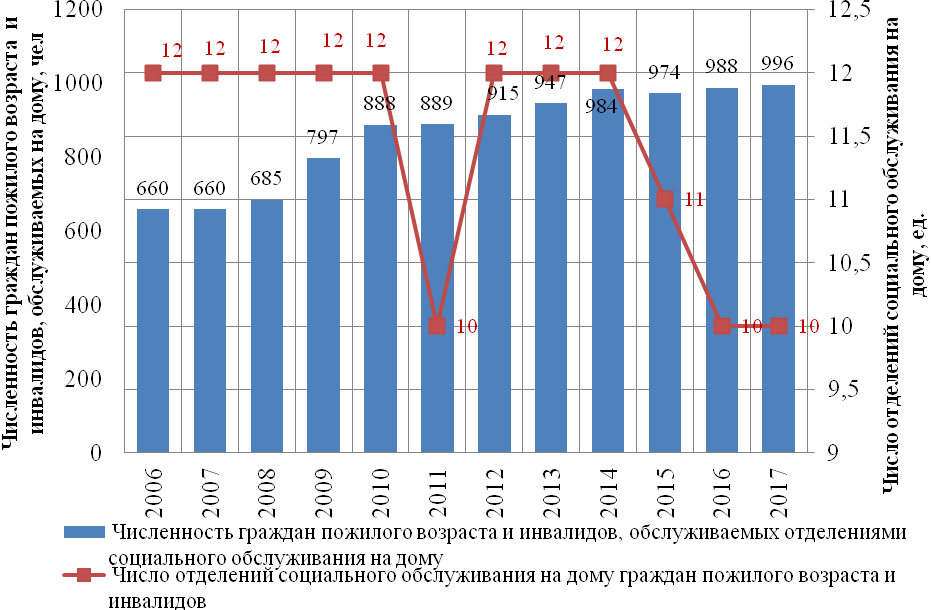 Численность граждан пожилого возраста и
инвалидов, обслуживаемых на дому, чел
1200
1000
800
600
400
200
0
12 12 12 12 12 12 12 12
974 988 996
888 889 915 947 984
797
660 660 685
11
10 10 10
2006 2007 2008 2009 2010 2011 2012 2013 2014 2015 2016 2017
12,5
12
11,5
11
10,5
10
9,5
9
Число отделений социального обслуживания на
дому, ед.
Численность граждан пожилого возраста и инвалидов, обслуживаемых отделениями
социального обслуживания на дому
Число отделений социального обслуживания на дому граждан пожилого возраста и
инвалидов